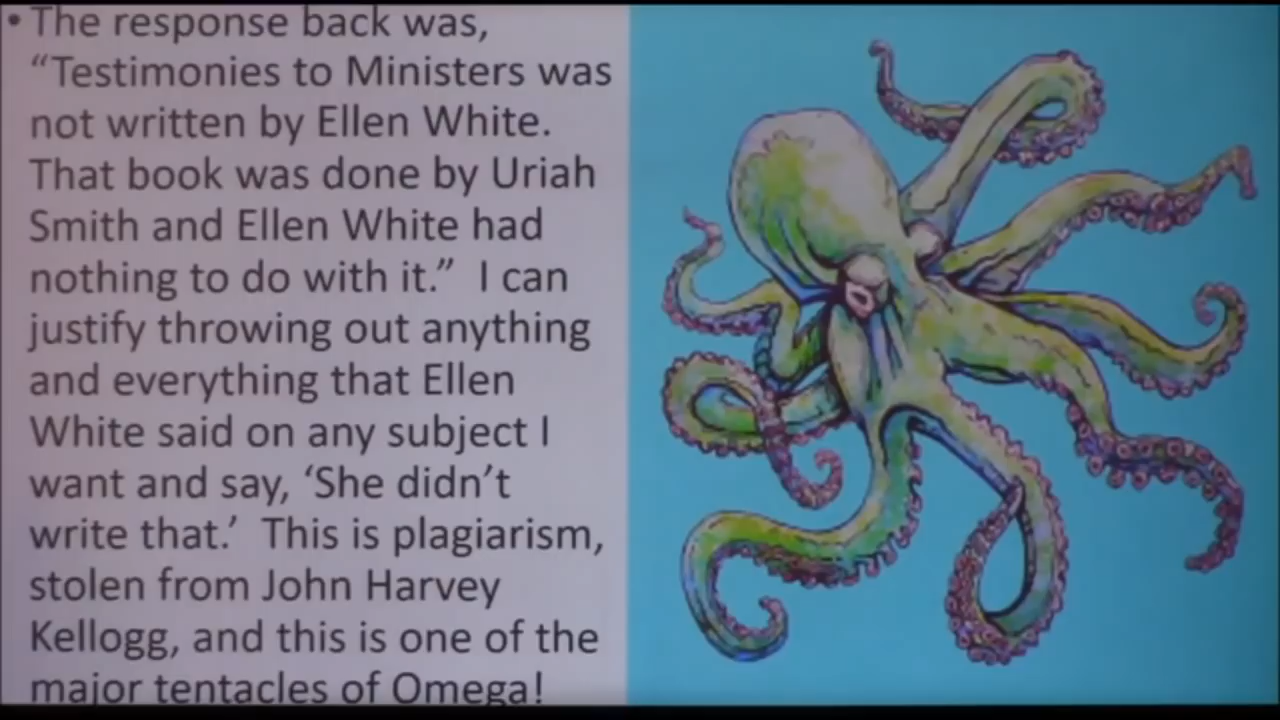 • The response back was,
“Testimonies to Ministers was
not written by Ellen White.
That book was done by Uriah
Smith and Ellen White had
nothing to do with it.” I can
justify throwing out anything
and everything that Ellen
White said on any subject I
want and say, ‘She didn’t
write that.’ This is plagiarism,
stolen from John Harvey
Kellogg, and this is one of the
major tentacles of Omega!